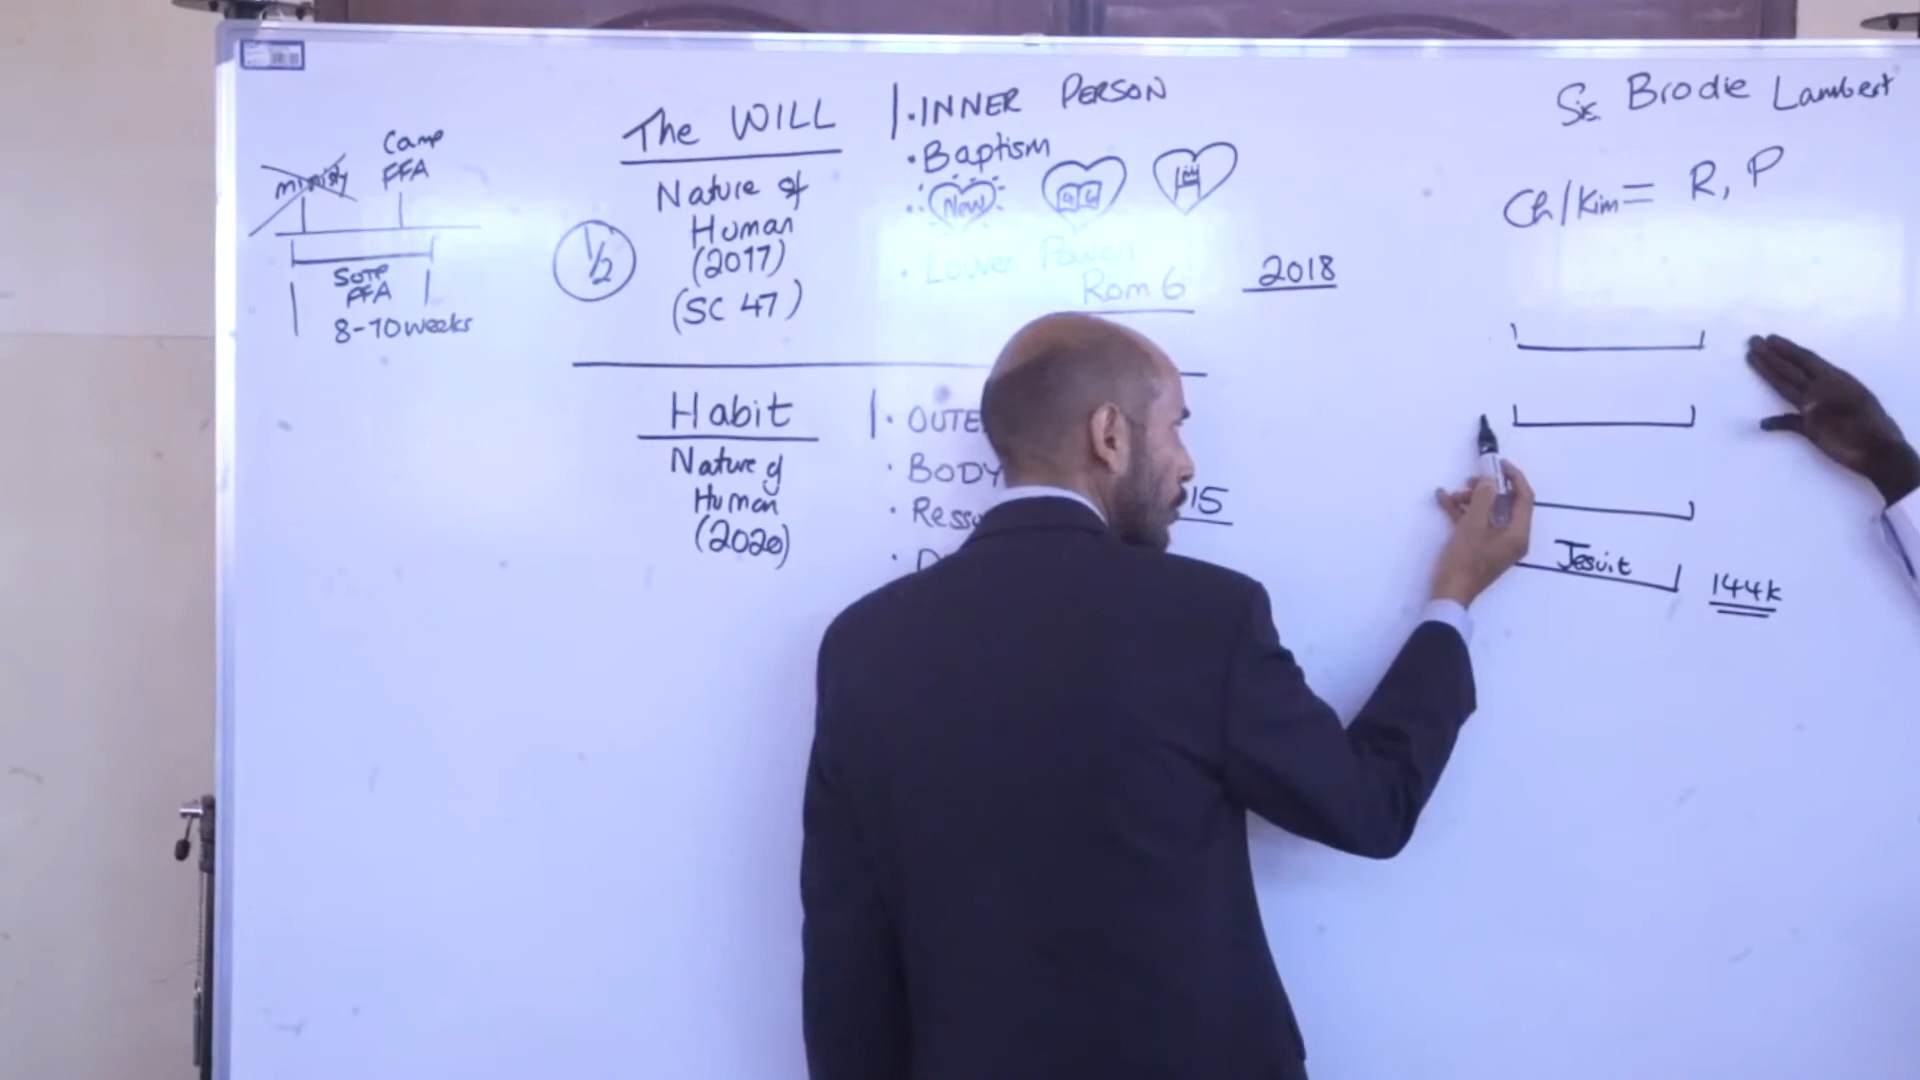 Camp
FFA
ministry
SOTP
FFA
8-10 weeks
1/2
The WILL
Nature of
Human
(2017)
(SC 47)
1. INNER PERSON
• Baptism
New
• Lower Power
Rom 6
2018
Habit
Nature of
Human
(2020)
1. OUTE
• BODY
• Ressu
• D
15
Sis Brodie Lambert
Ch/Kim = R, P
Jesuit
144k